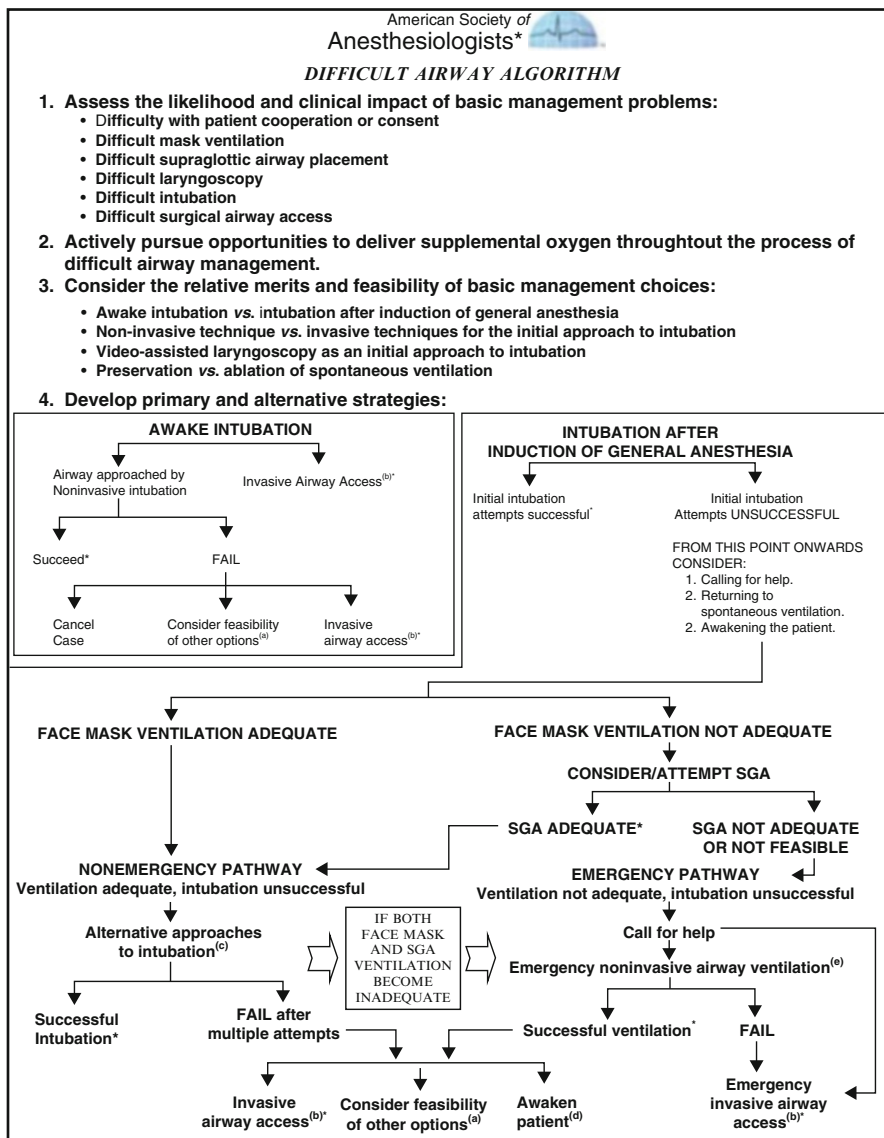 American Society of
Anesthesiologists*
DIFFICULT AIRWAY ALGORITHM
1. Assess the likelihood and clinical impact of basic management problems:
• Difficulty with patient cooperation or consent
• Difficult mask ventilation
• Difficult supraglottic airway placement
• Difficult laryngoscopy
• Difficult intubation
• Difficult surgical airway access
2. Actively pursue opportunities to deliver supplemental oxygen throughtout the process of
difficult airway management.
3. Consider the relative merits and feasibility of basic management choices:
• Awake intubation vs. intubation after induction of general anesthesia
• Non-invasive technique vs. invasive techniques for the initial approach to intubation
• Video-assisted laryngoscopy as an initial approach to intubation
• Preservation vs. ablation of spontaneous ventilation
4. Develop primary and alternative strategies:
AWAKE INTUBATION
Airway approached by
Noninvasive intubation
Invasive Airway Access(b)*
Succeed*
FAIL
Cancel
Case
Consider feasibility
of other options(a)
Invasive
airway access(b)*
INTUBATION AFTER
INDUCTION OF GENERAL ANESTHESIA
Initial intubation
attempts successful*
Initial intubation
Attempts UNSUCCESSFUL
FROM THIS POINT ONWARDS
CONSIDER:
1. Calling for help.
2. Returning to
spontaneous ventilation.
2. Awakening the patient.
FACE MASK VENTILATION ADEQUATE
FACE MASK VENTILATION NOT ADEQUATE
CONSIDER/ATTEMPT SGA
SGA ADEQUATE*
SGA NOT ADEQUATE
OR NOT FEASIBLE
NONEMERGENCY PATHWAY
Ventilation adequate, intubation unsuccessful
EMERGENCY PATHWAY
Ventilation not adequate, intubation unsuccessful
Alternative approaches
to intubation(c)
IF BOTH
FACE MASK
AND SGA
VENTILATION
BECOME
INADEQUATE
Call for help
Emergency noninvasive airway ventilation(e)
Successful
Intubation*
FAIL after
multiple attempts
Successful ventilation*
FAIL
Invasive
airway access(b)*
Consider feasibility
of other options(a)
Awaken
patient(d)
Emergency
invasive airway
access(b)*